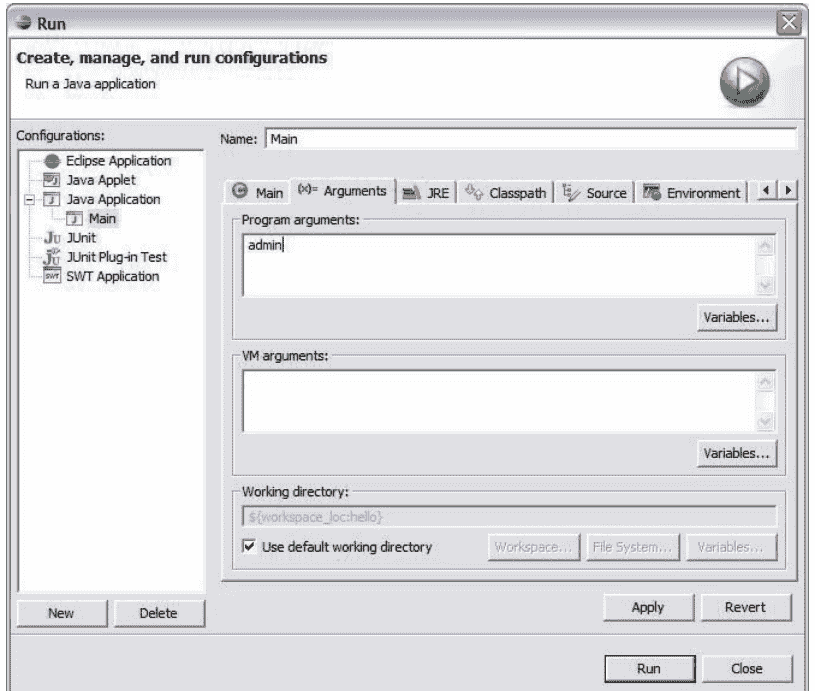 Run
Create, manage, and run configurations
Run a Java application
Configurations:
Eclipse Application
Java Applet
Java Application
Main
Ju JUnit
Ju JUnit Plug-in Test
SWT SWT Application
New Delete
Name: Main
Main (x)= Arguments JRE Classpath Source Environment
Program arguments:
admin
Variables...
VM arguments:
Variables...
Working directory:
${workspace_loc:hello}
Use default working directory Workspace... File System... Variables...
Apply Revert
Run Close